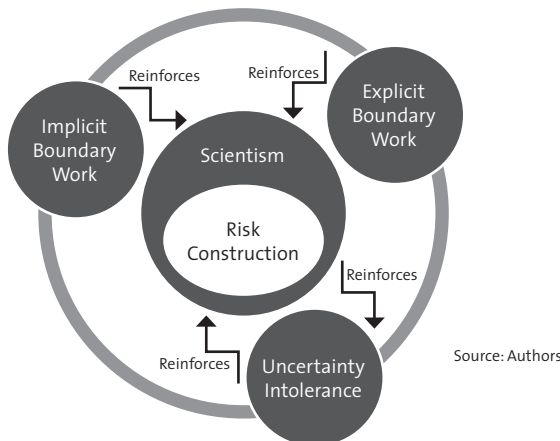 Reinforces
Reinforces
Implicit
Boundary
Work
Explicit
Boundary
Work
Scientism
Risk
Construction
Reinforces
Reinforces
Uncertainty
Intolerance
Source: Authors